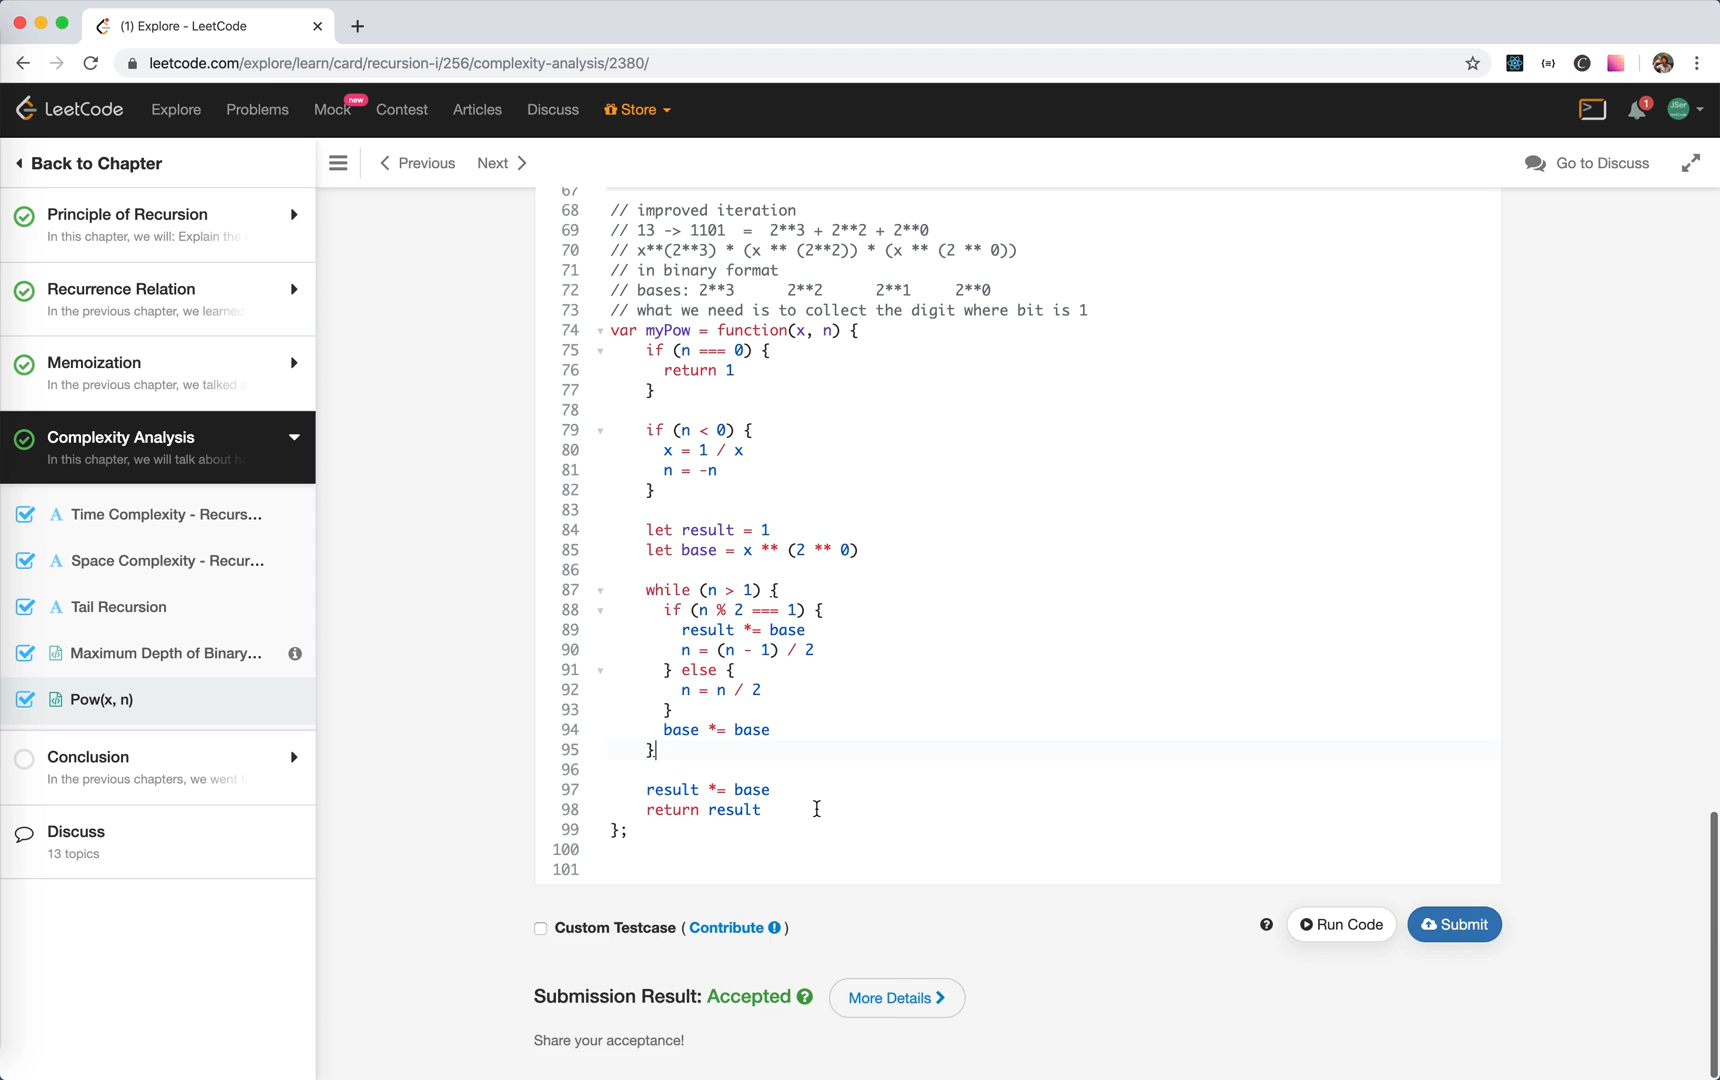 (1) Explore - LeetCode
leetcode.com/explore/learn/card/recursion-i/256/complexity-analysis/2380/
LeetCode Explore Problems Mock new Contest Articles Discuss Store 1 JSer
Back to Chapter
Previous Next Go to Discuss
Principle of Recursion
In this chapter, we will: Explain the
Recurrence Relation
In the previous chapter, we learned
Memoization
In the previous chapter, we talked a
Complexity Analysis
In this chapter, we will talk about ho
A Time Complexity - Recurs...
A Space Complexity - Recur...
A Tail Recursion
Maximum Depth of Binary...
Pow(x, n)
Conclusion
In the previous chapters, we went t
Discuss
13 topics
67
68 // improved iteration
69 // 13 -> 1101  =  2**3 + 2**2 + 2**0
70 // x**(2**3) * (x ** (2**2)) * (x ** (2 ** 0))
71 // in binary format
72 // bases: 2**3      2**2      2**1     2**0
73 // what we need is to collect the digit where bit is 1
74 var myPow = function(x, n) {
75     if (n === 0) {
76       return 1
77     }
78
79     if (n < 0) {
80       x = 1 / x
81       n = -n
82     }
83
84     let result = 1
85     let base = x ** (2 ** 0)
86
87     while (n > 1) {
88       if (n % 2 === 1) {
89         result *= base
90         n = (n - 1) / 2
91       } else {
92         n = n / 2
93       }
94       base *= base
95     }
96
97     result *= base
98     return result
99 };
100
101
Custom Testcase ( Contribute )
Run Code Submit
Submission Result: Accepted More Details
Share your acceptance!